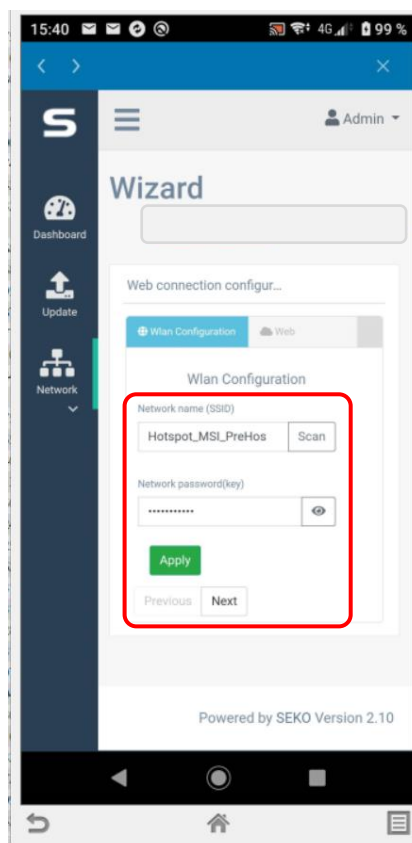 15:40 4G 99 %
S
Admin
Wizard
Dashboard
Update
Network
Web connection configur...
Wlan Configuration Web
Wlan Configuration
Network name (SSID)
Hotspot_MSI_PreHos Scan
Network password(key)
•••••••••••
Apply
Previous Next
Powered by SEKO Version 2.10